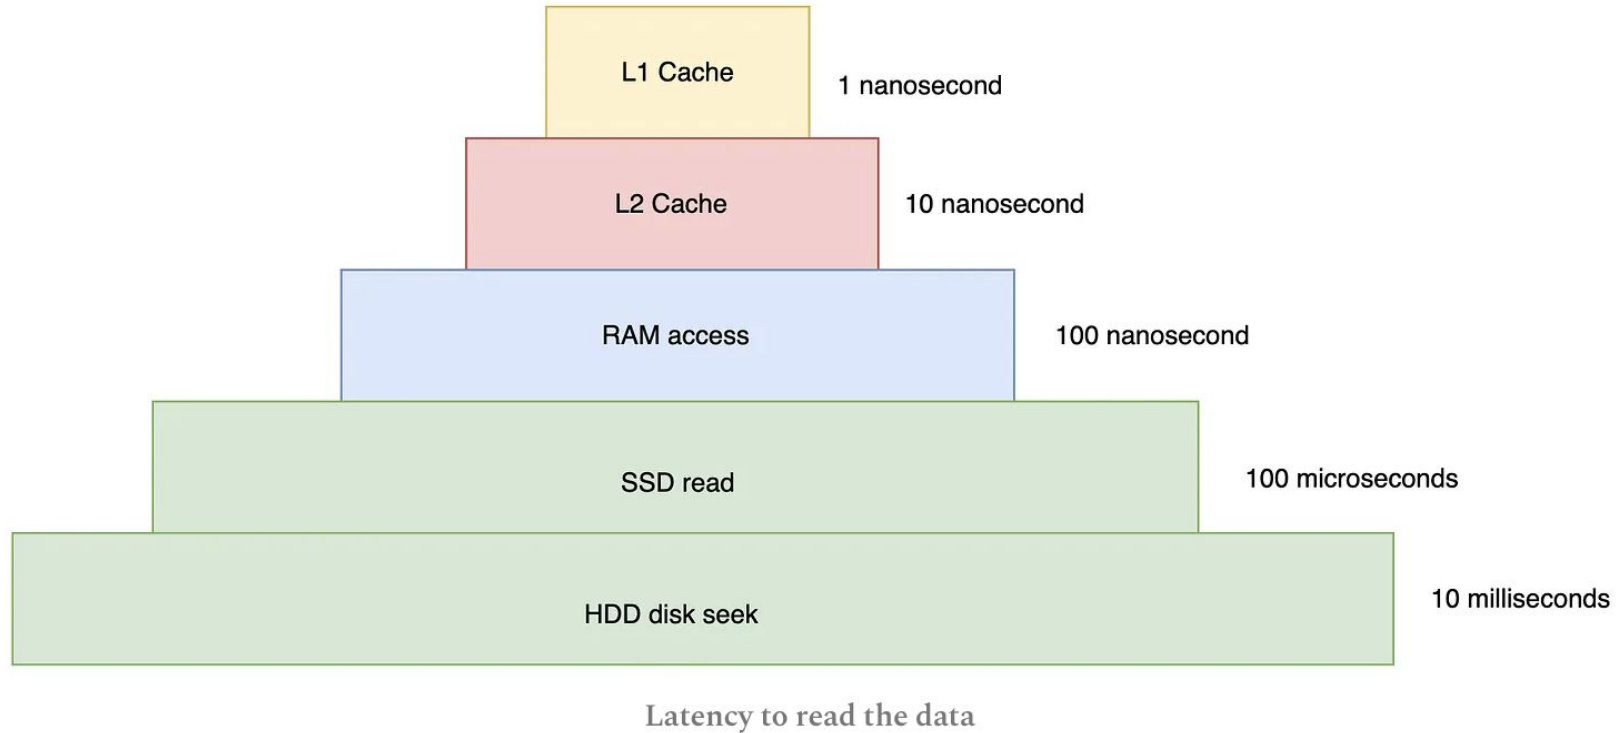 L1 Cache
1 nanosecond
L2 Cache
10 nanosecond
RAM access
100 nanosecond
SSD read
100 microseconds
HDD disk seek
10 milliseconds
Latency to read the data